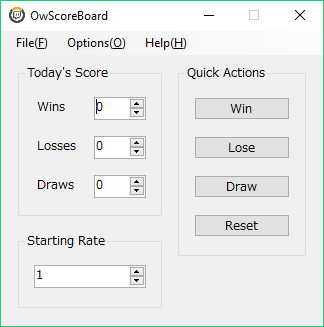 OwScoreBoard
File(F) Options(O) Help(H)
Today's Score
Wins 0
Losses 0
Draws 0
Starting Rate
1
Quick Actions
Win
Lose
Draw
Reset